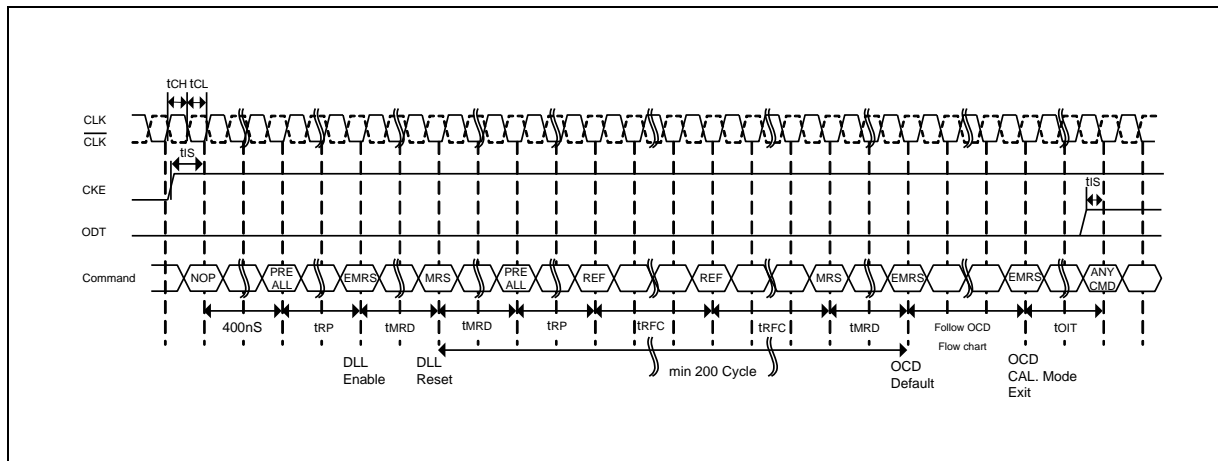 tCH tCL
CLK
CLK
tIS
CKE
tIS
ODT
Command NOP PRE ALL EMRS MRS PRE ALL REF REF MRS EMRS EMRS ANY CMD
400nS tRP tMRD tMRD tRP tRFC tRFC tMRD Follow OCD Flow chart tOIT
DLL Enable DLL Reset min 200 Cycle OCD Default OCD CAL. Mode Exit